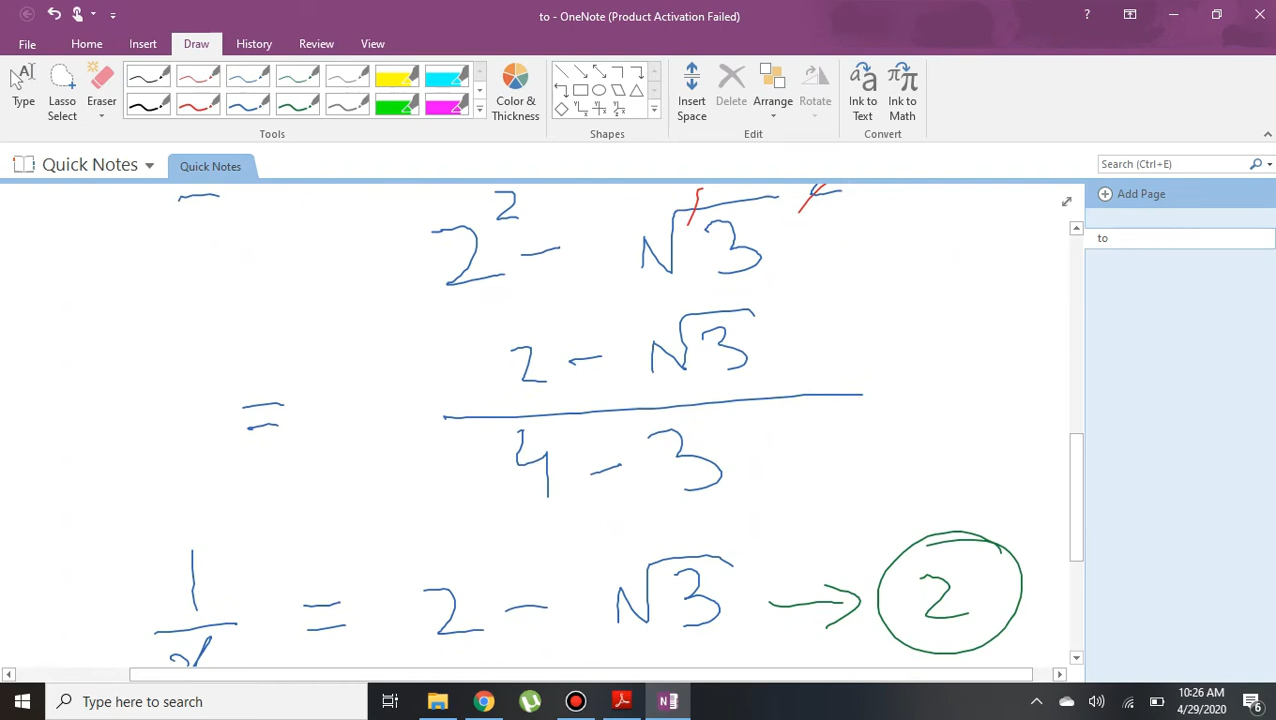 to - OneNote (Product Activation Failed)
File Home Insert Draw History Review View
Type
Lasso Select
Eraser
Color & Thickness
Insert Space
Delete
Arrange
Rotate
Ink to Text
Ink to Math
Tools Shapes Edit Convert
Quick Notes
Quick Notes
Search (Ctrl+E)
Add Page
to
2² - √3
2 - √3
=
4 - 3
1 = 2 - √3 → 2
Type here to search
10:26 AM
4/29/2020
6